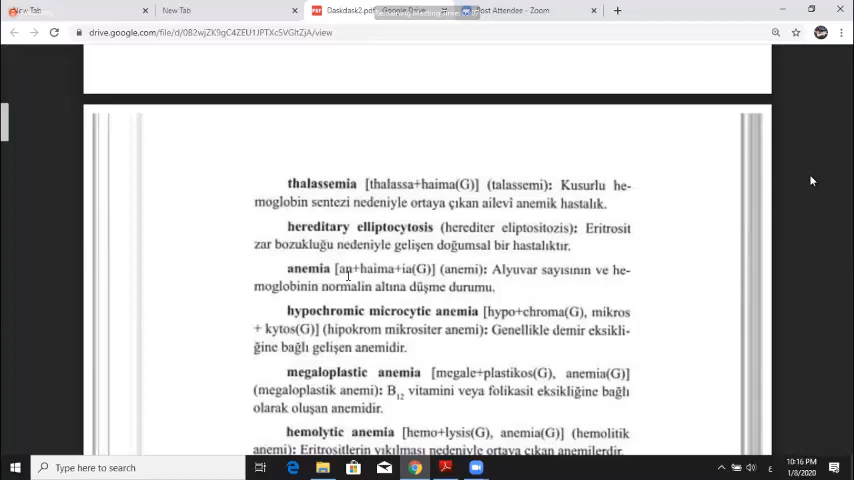 New Tab
New Tab
Daskdask2.pdf - Google Drive
Post Attendee - Zoom
drive.google.com/file/d/0B2wjZK9gC4ZEU1JPTXc5VGltZjA/view
thalassemia [thalassa+haima(G)] (talassemi): Kusurlu he-
moglobin sentezi nedeniyle ortaya çıkan ailevî anemik hastalık.
hereditary elliptocytosis (herediter eliptositozis): Eritrosit
zar bozukluğu nedeniyle gelişen doğumsal bir hastalıktır.
anemia [an+haima+ia(G)] (anemi): Alyuvar sayısının ve he-
moglobinin normalin altına düşme durumu.
hypochromic microcytic anemia [hypo+chroma(G), mikros
+ kytos(G)] (hipokrom mikrositer anemi): Genellikle demir eksikli-
ğine bağlı gelişen anemidir.
megaloplastic anemia [megale+plastikos(G), anemia(G)]
(megaloplastik anemi): B12 vitamini veya folikasit eksikliğine bağlı
olarak oluşan anemidir.
hemolytic anemia [hemo+lysis(G), anemia(G)] (hemolitik
anemi): Eritrositlerin yıkılması nedeniyle ortaya çıkan anemilerdir.
Type here to search
10:16 PM
1/8/2020